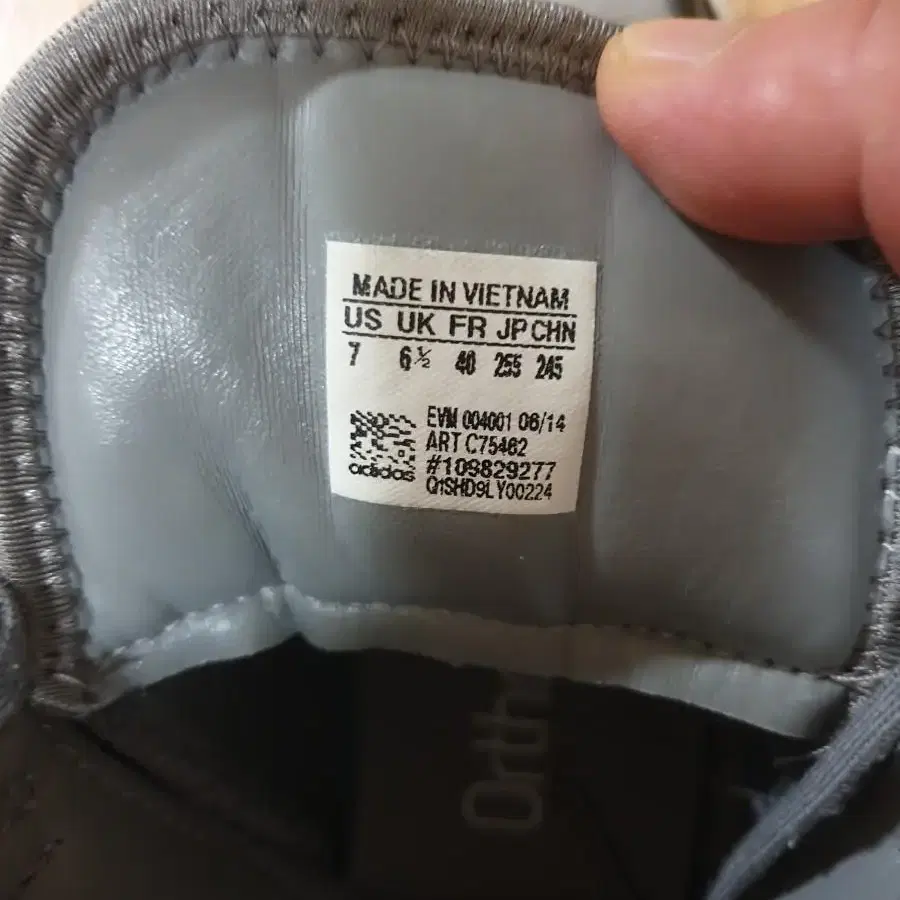 MADE IN VIETNAM
US UK FR JP CHN
7 6½ 40 255 245
EVM 004001 06/14
ART C75462
#109829277
Q1SHD9LY00224
adidas
Orth